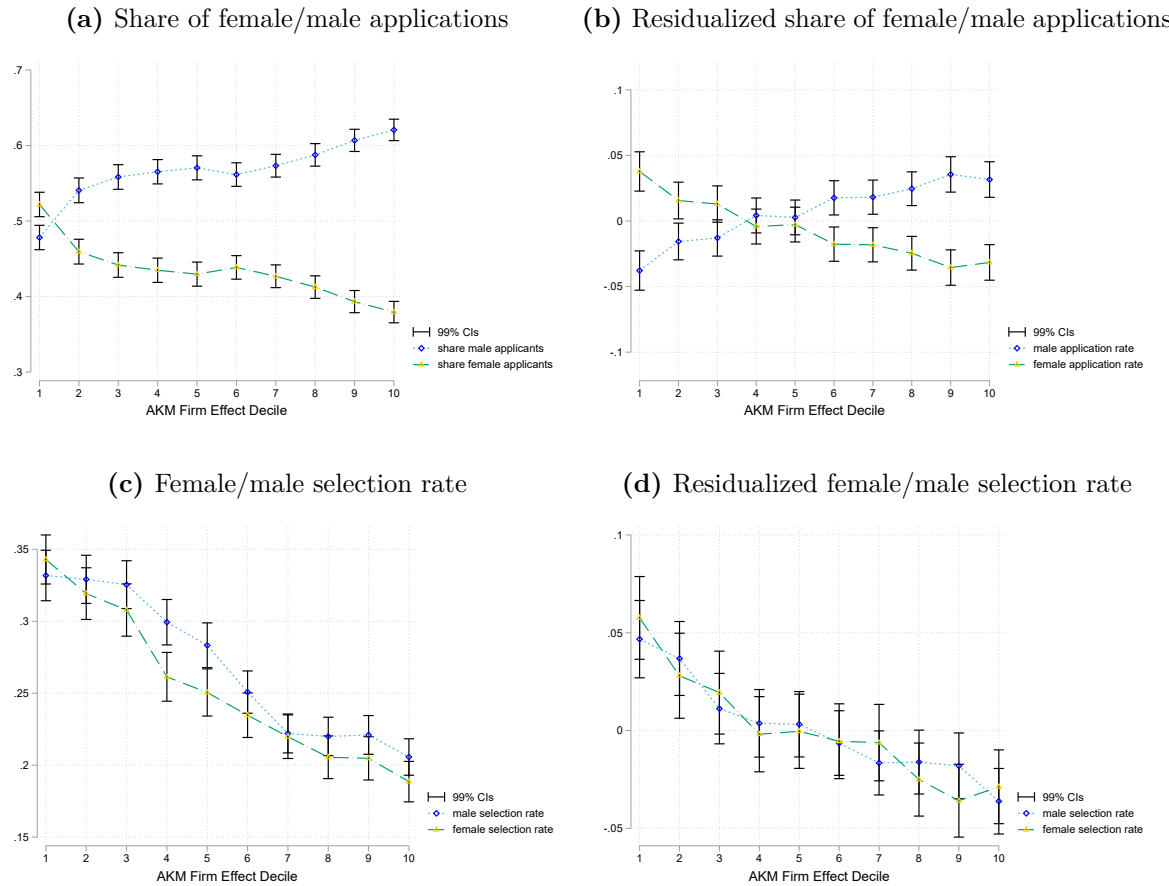 (a) Share of female/male applications
.7
.6
.5
.4
.3
1 2 3 4 5 6 7 8 9 10
AKM Firm Effect Decile
99% CIs
share male applicants
share female applicants
(b) Residualized share of female/male applications
.1
.05
0
-.05
-.1
1 2 3 4 5 6 7 8 9 10
AKM Firm Effect Decile
99% CIs
male application rate
female application rate
(c) Female/male selection rate
.35
.3
.25
.2
.15
1 2 3 4 5 6 7 8 9 10
AKM Firm Effect Decile
99% CIs
male selection rate
female selection rate
(d) Residualized female/male selection rate
.1
.05
0
-.05
1 2 3 4 5 6 7 8 9 10
AKM Firm Effect Decile
99% CIs
male selection rate
female selection rate